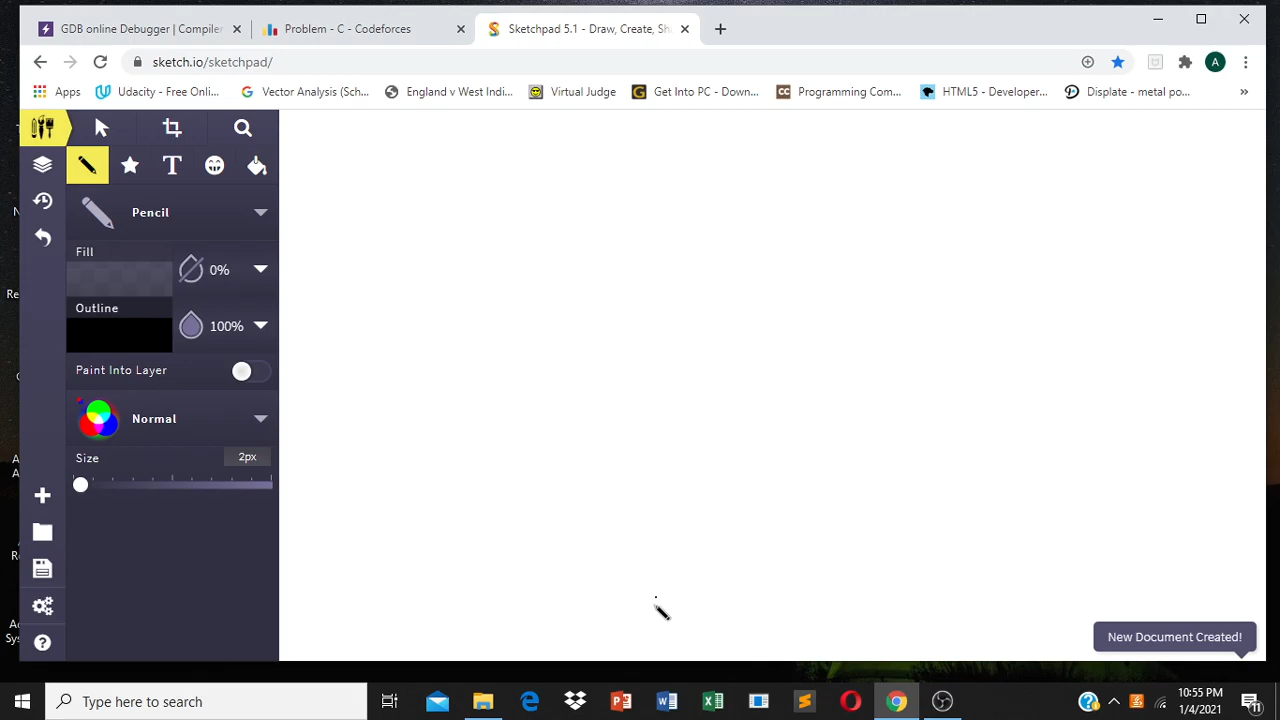 GDB online Debugger | Compiler
Problem - C - Codeforces
Sketchpad 5.1 - Draw, Create, Sh
sketch.io/sketchpad/
A
Apps
Udacity - Free Onli...
Vector Analysis (Sch...
England v West Indi...
Virtual Judge
Get Into PC - Down...
CC
Programming Com...
HTML5 - Developer...
Displate - metal po...
»
T
Pencil
Fill
0%
Outline
100%
Paint Into Layer
Normal
Size
2px
New Document Created!
Type here to search
10:55 PM
1/4/2021
11